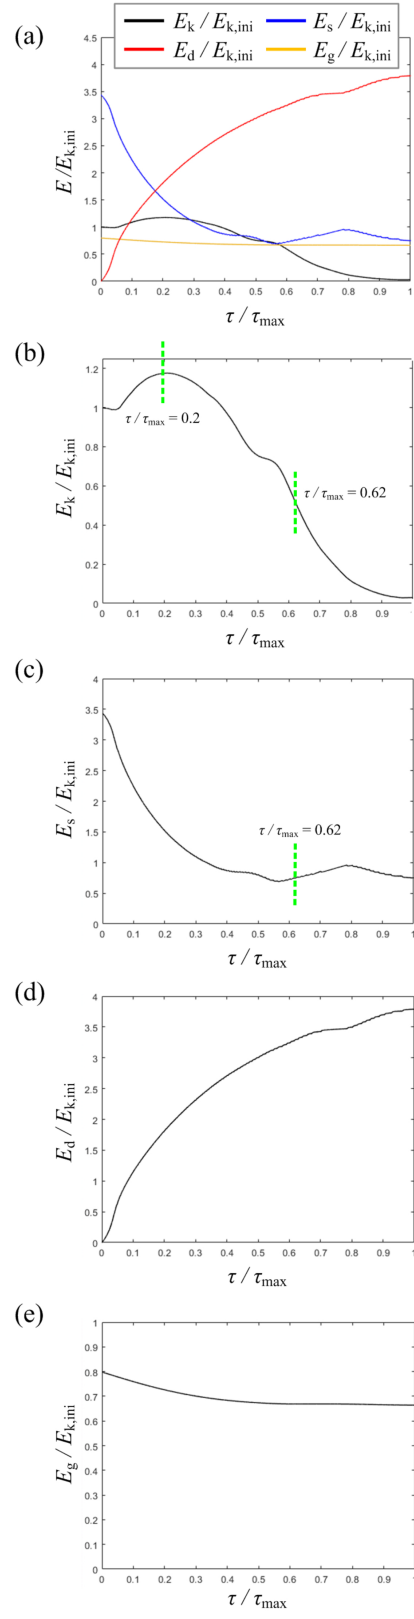 (a)
E_k / E_k,ini
E_s / E_k,ini
E_d / E_k,ini
E_g / E_k,ini
E /E_k,ini
4.5
4
3.5
3
2.5
2
1.5
1
0.5
0
0 0.1 0.2 0.3 0.4 0.5 0.6 0.7 0.8 0.9 1
τ / τ_max
(b)
E_k / E_k,ini
1.2
1
0.8
0.6
0.4
0.2
0
τ / τ_max = 0.2
τ / τ_max = 0.62
0 0.1 0.2 0.3 0.4 0.5 0.6 0.7 0.8 0.9 1
τ / τ_max
(c)
E_s / E_k,ini
4
3.5
3
2.5
2
1.5
1
0.5
0
τ / τ_max = 0.62
0 0.1 0.2 0.3 0.4 0.5 0.6 0.7 0.8 0.9 1
τ / τ_max
(d)
E_d / E_k,ini
4
3.5
3
2.5
2
1.5
1
0.5
0
0 0.1 0.2 0.3 0.4 0.5 0.6 0.7 0.8 0.9 1
τ / τ_max
(e)
E_g / E_k,ini
1
0.9
0.8
0.7
0.6
0.5
0.4
0.3
0.2
0.1
0
0 0.1 0.2 0.3 0.4 0.5 0.6 0.7 0.8 0.9 1
τ / τ_max